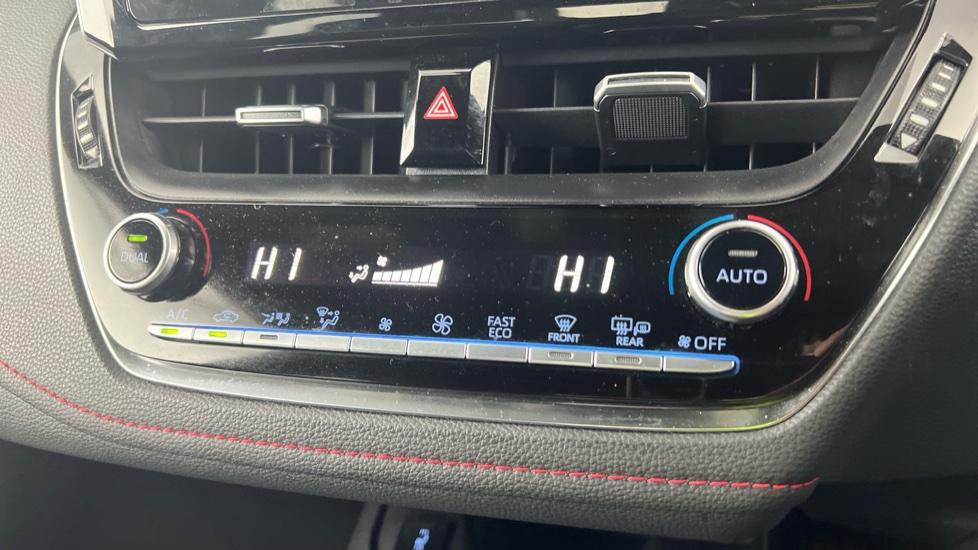 DUAL
HI
HI
AUTO
A/C
FAST
ECO
FRONT
REAR
OFF